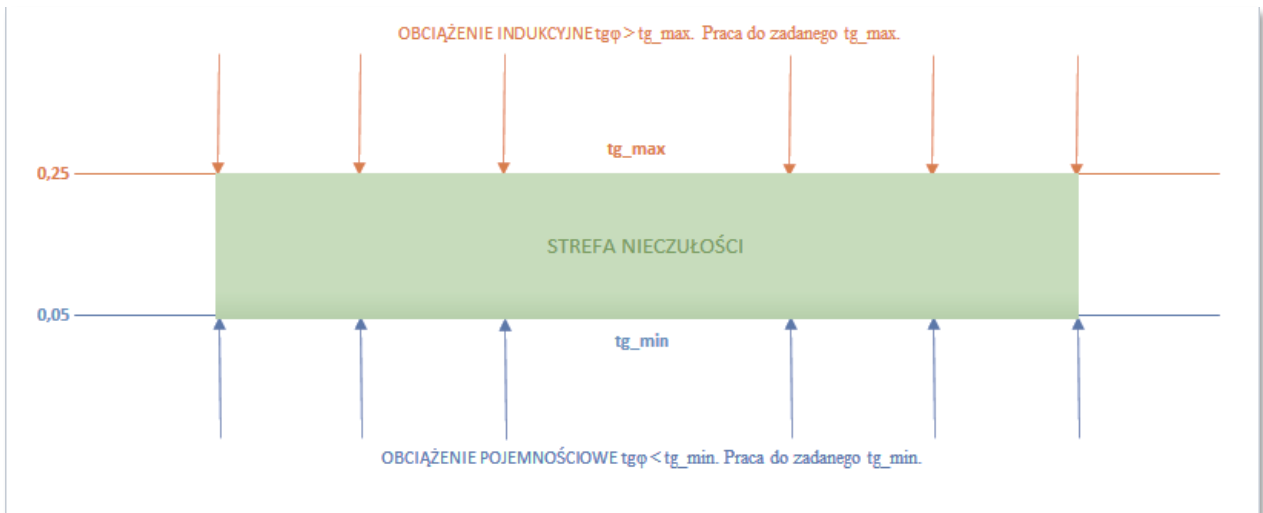 OBCIĄŻENIE INDUKCYJNE tgφ > tg_max. Praca do zadanego tg_max.
tg_max
0,25
STREFA NIECZUŁOŚCI
0,05
tg_min
OBCIĄŻENIE POJEMNOŚCIOWE tgφ < tg_min. Praca do zadanego tg_min.